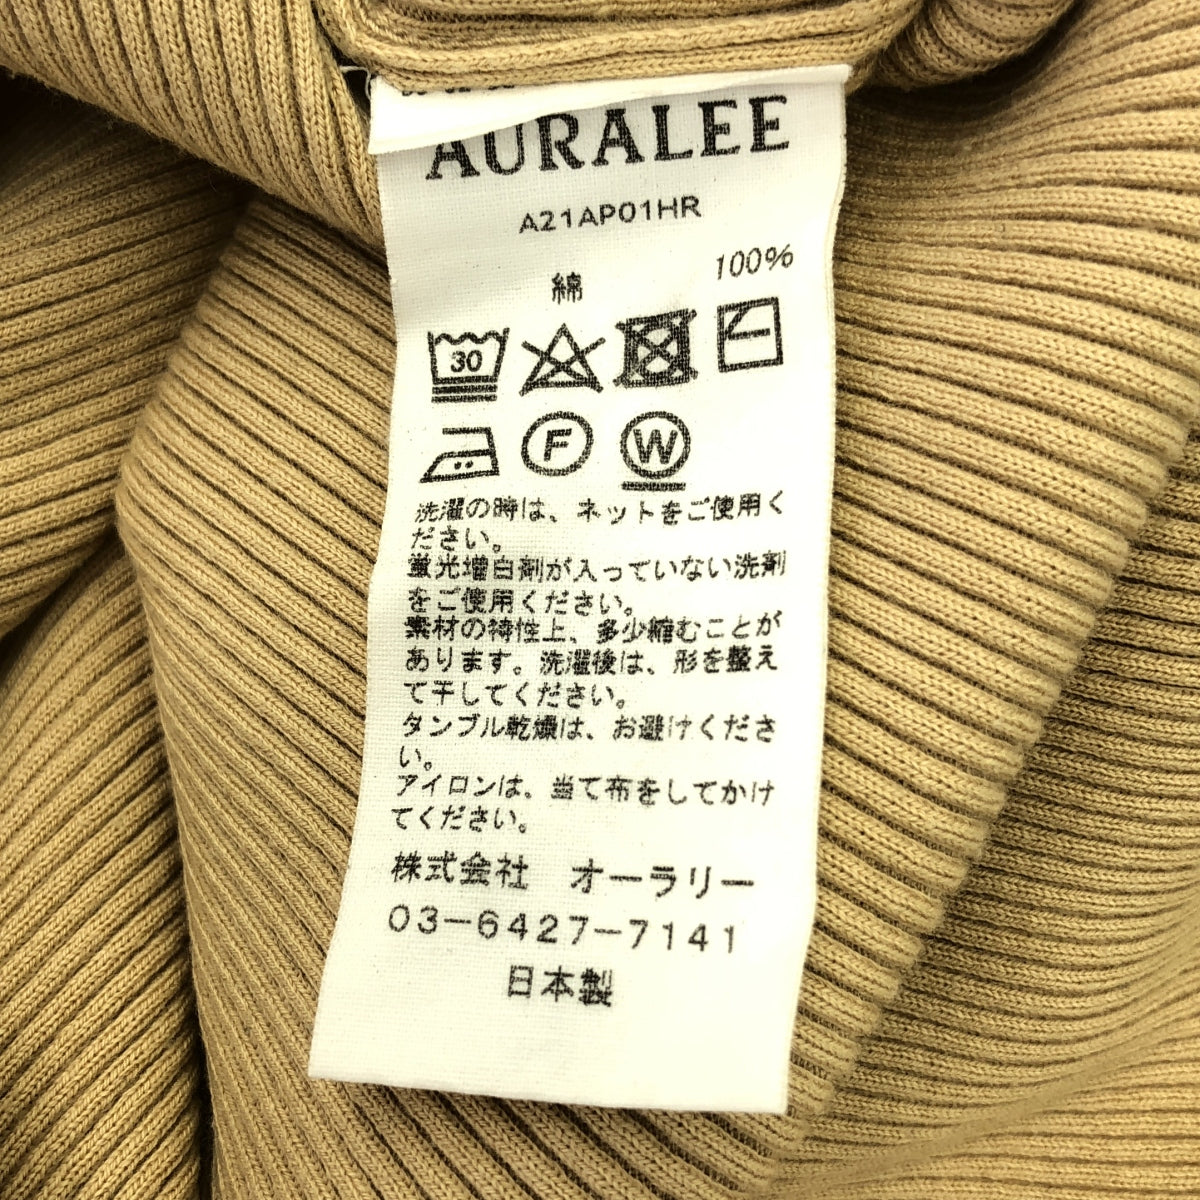 AURALEE
A21AP01HR
綿 100%
30
F W
洗濯の時は、ネットをご使用く
ださい。
蛍光増白剤が入っていない洗剤
をご使用ください。
素材の特性上、多少縮むことが
あります。洗濯後は、形を整え
て干してください。
タンブル乾燥は、お避けくださ
い。
アイロンは、当て布をしてかけ
てください。
株式会社 オーラリー
03-6427-7141
日本製